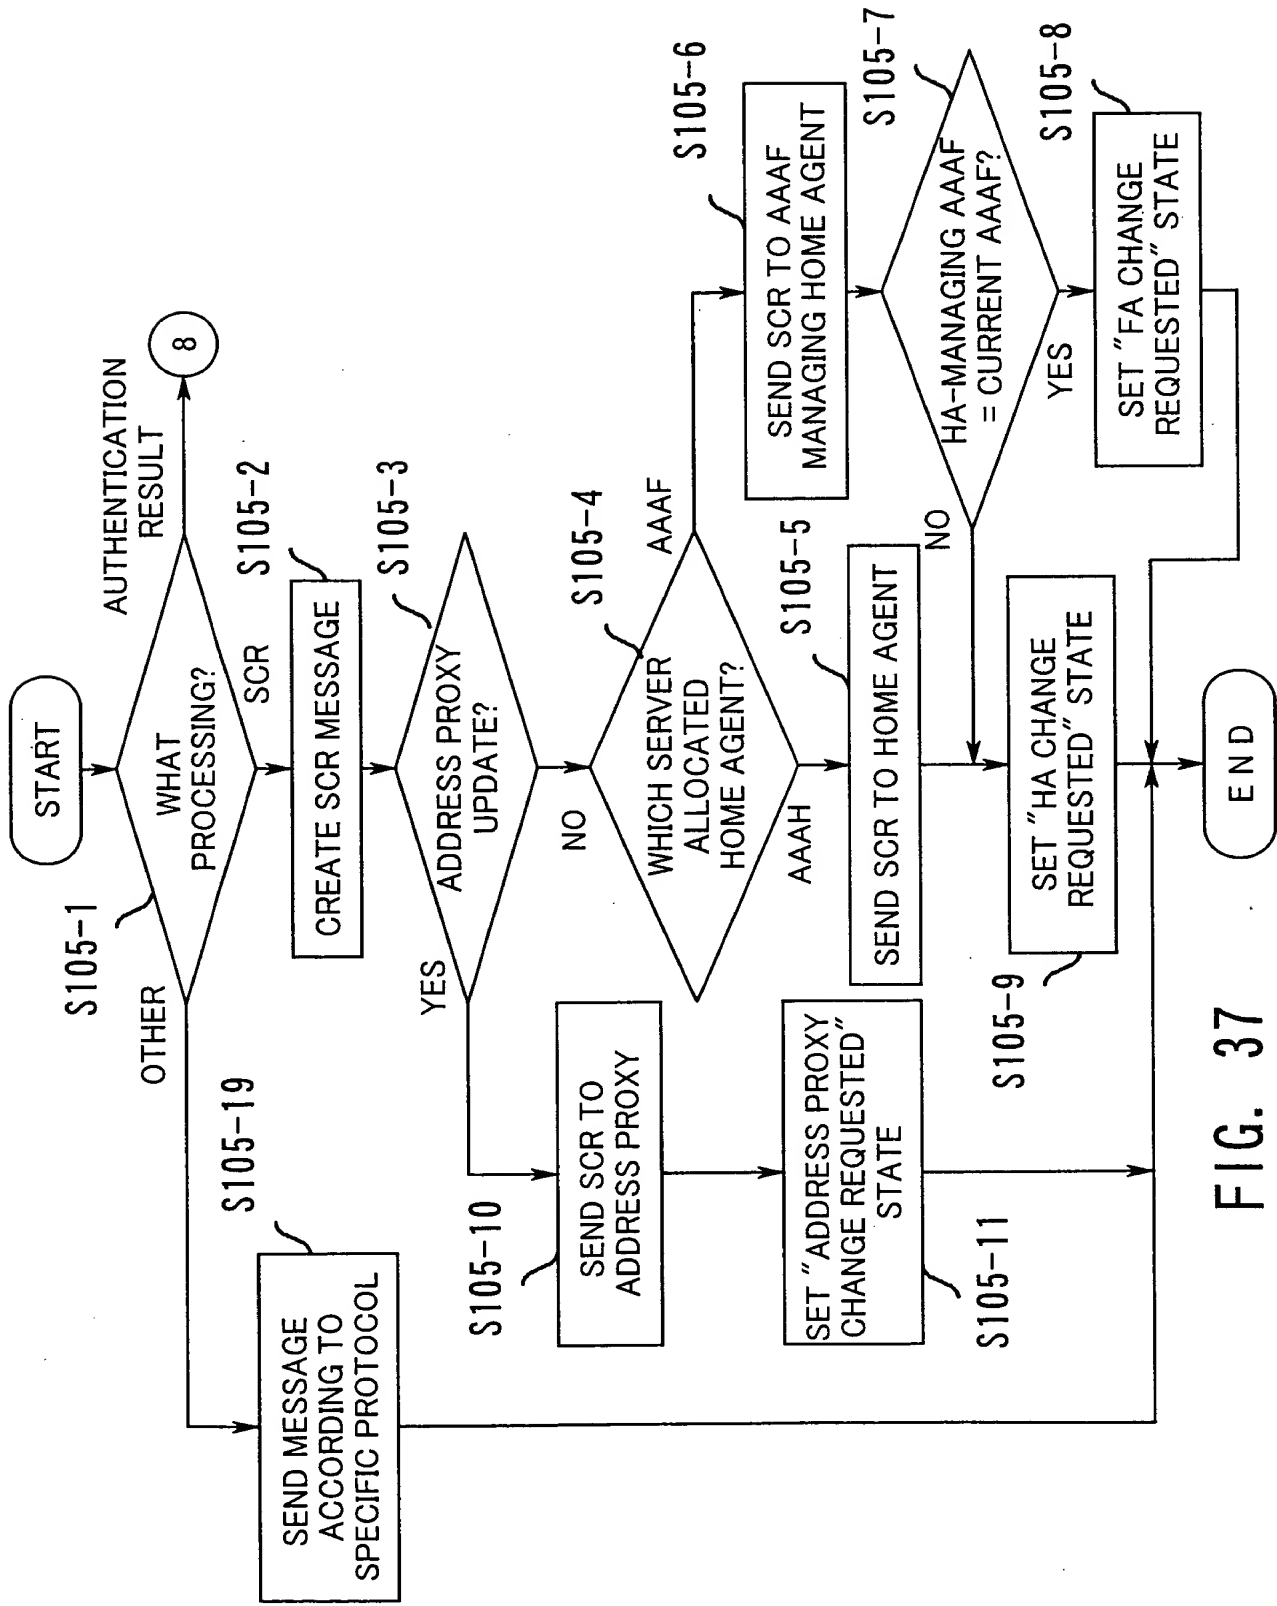 START
S105-1
WHAT
PROCESSING?
AUTHENTICATION
RESULT
8
OTHER
SCR
S105-2
CREATE SCR MESSAGE
S105-3
ADDRESS PROXY
UPDATE?
YES
NO
S105-19
SEND MESSAGE
ACCORDING TO
SPECIFIC PROTOCOL
S105-10
SEND SCR TO
ADDRESS PROXY
S105-11
SET "ADDRESS PROXY
CHANGE REQUESTED"
STATE
S105-4
WHICH SERVER
ALLOCATED
HOME AGENT?
AAAF
AAAH
S105-5
SEND SCR TO HOME AGENT
S105-6
SEND SCR TO AAAF
MANAGING HOME AGENT
S105-7
HA-MANAGING AAAF
= CURRENT AAAF?
NO
YES
S105-8
SET "FA CHANGE
REQUESTED" STATE
S105-9
SET "HA CHANGE
REQUESTED" STATE
END
FIG. 37